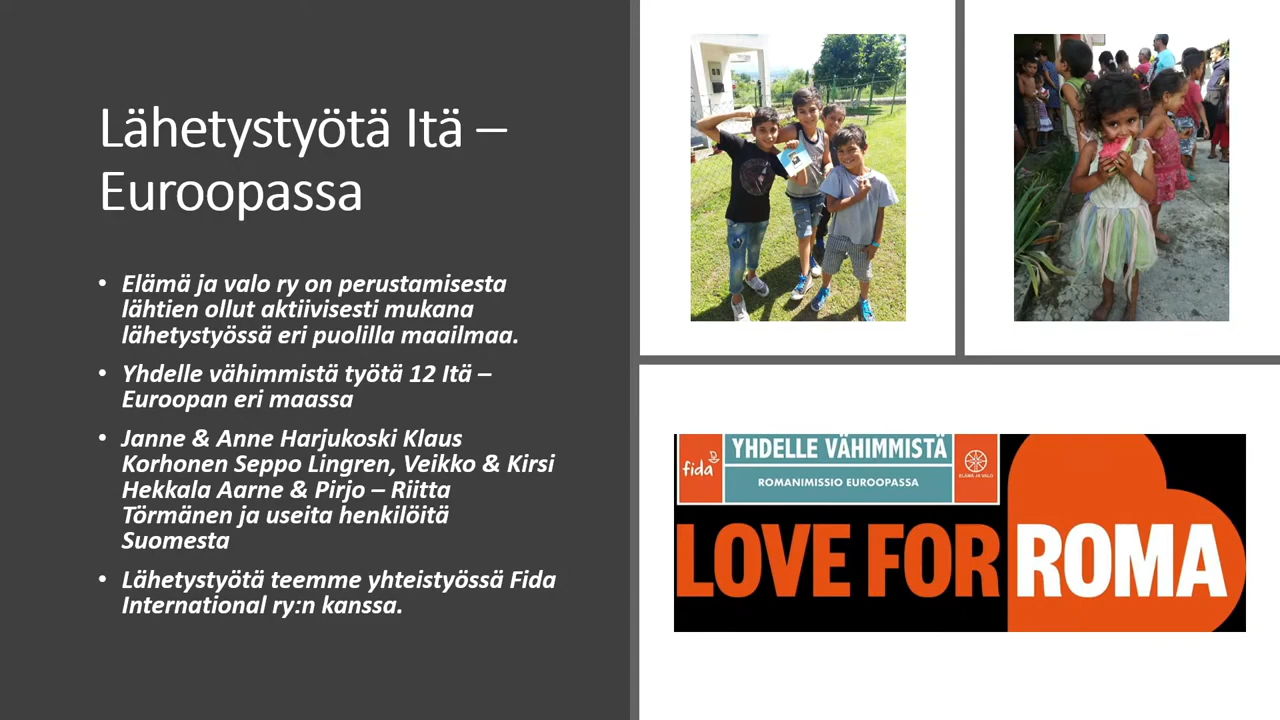 Lähetystyötä Itä –
Euroopassa
• Elämä ja valo ry on perustamisesta
lähtien ollut aktiivisesti mukana
lähetystyössä eri puolilla maailmaa.
• Yhdelle vähimmistä työtä 12 Itä –
Euroopan eri maassa
• Janne & Anne Harjukoski Klaus
Korhonen Seppo Lingren, Veikko & Kirsi
Hekkala Aarne & Pirjo – Riitta
Törmänen ja useita henkilöitä
Suomesta
• Lähetystyötä teemme yhteistyössä Fida
International ry:n kanssa.
fida
YHDELLE VÄHIMMISTÄ
ROMANIMISSIO EUROOPASSA
ELÄMÄ JA VALO
LOVE FOR ROMA